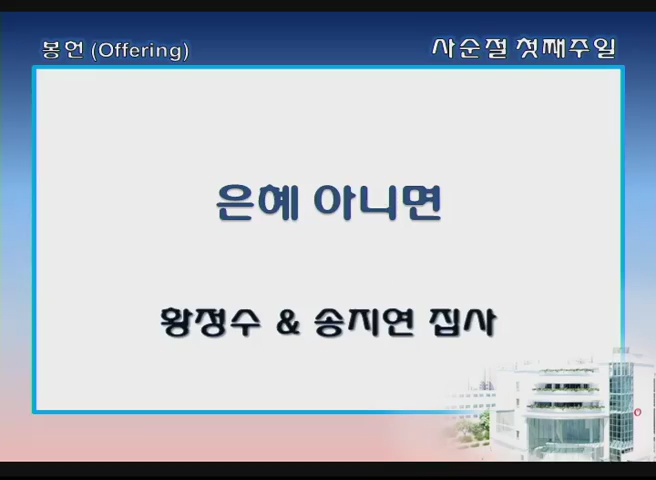 봉헌 (Offering)
사순절 첫째주일
은혜 아니면
황정수 & 송지연 집사